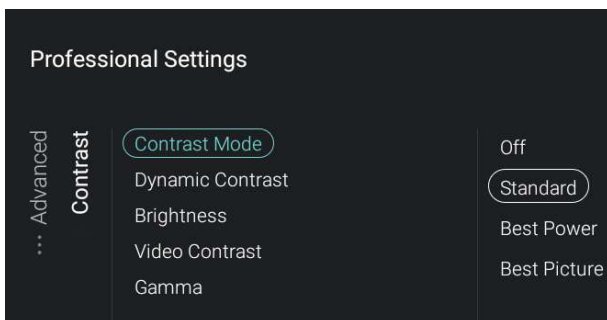 Professional Settings
... Advanced
Contrast
Contrast Mode
Dynamic Contrast
Brightness
Video Contrast
Gamma
Off
Standard
Best Power
Best Picture